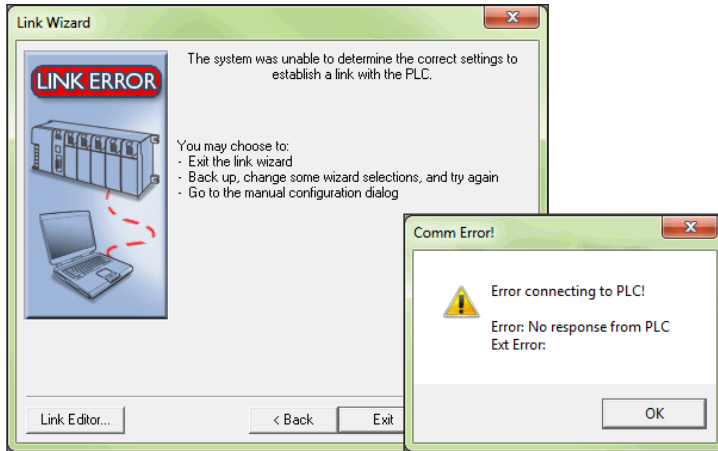 Link Wizard
LINK ERROR
The system was unable to determine the correct settings to
establish a link with the PLC.
You may choose to:
- Exit the link wizard
- Back up, change some wizard selections, and try again
- Go to the manual configuration dialog
Link Editor...
< Back
Exit
Comm Error!
Error connecting to PLC!
Error: No response from PLC
Ext Error:
OK